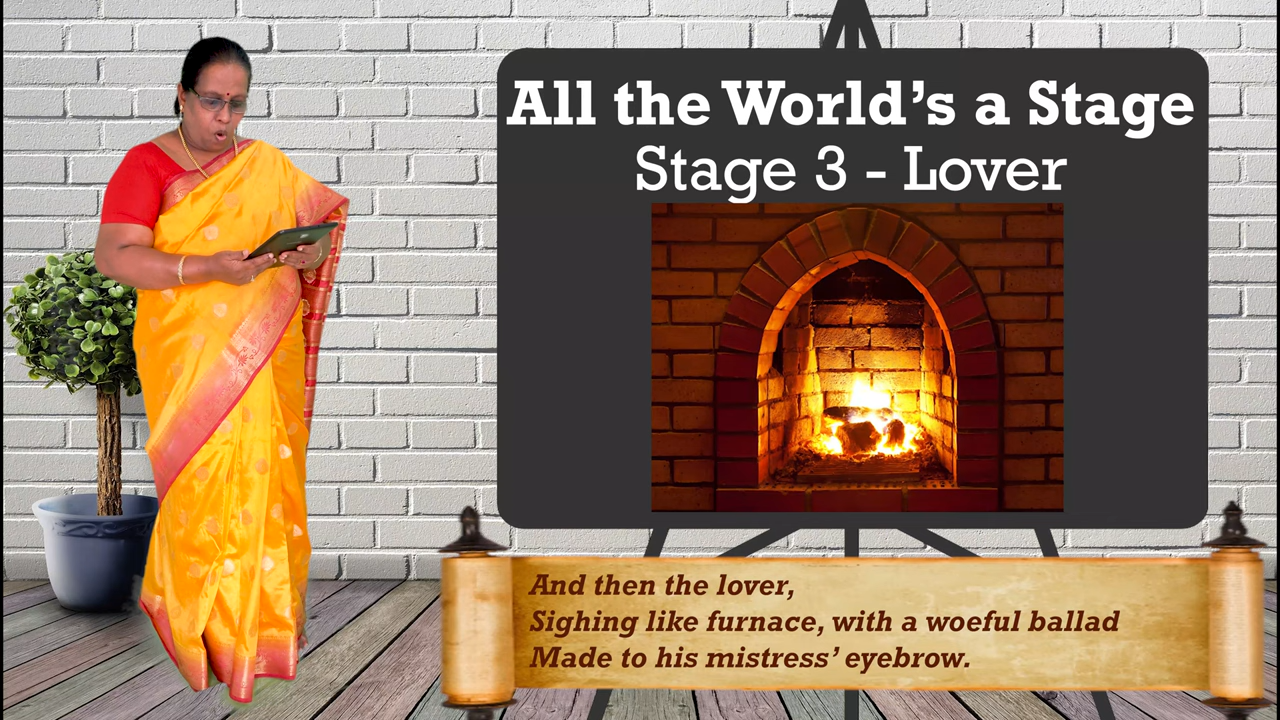 All the World's a Stage
Stage 3 - Lover
And then the lover,
Sighing like furnace, with a woeful ballad
Made to his mistress' eyebrow.